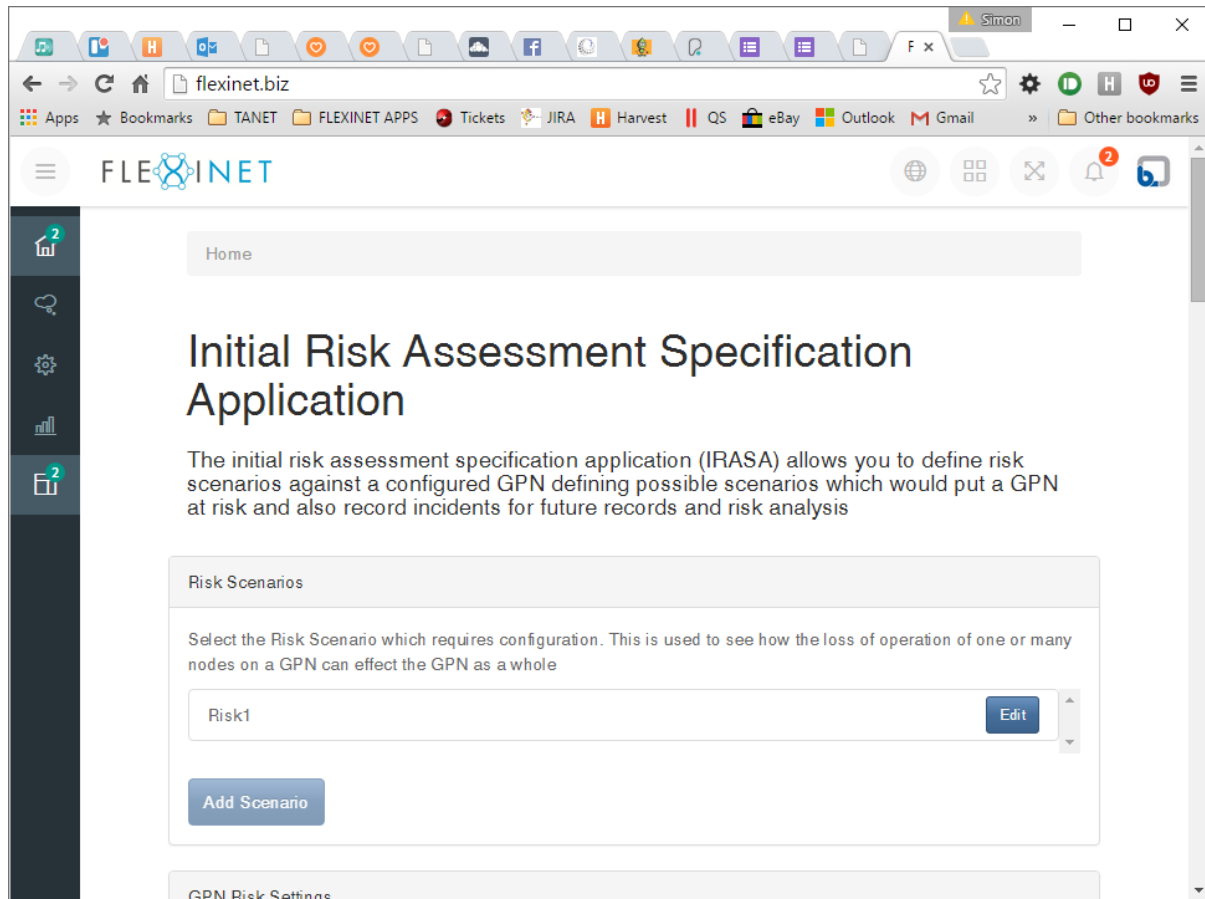 Simon
F
flexinet.biz
Apps Bookmarks TANET FLEXINET APPS Tickets JIRA Harvest QS eBay Outlook Gmail » Other bookmarks
FLEXINET
2
2
Home
Initial Risk Assessment Specification
Application
The initial risk assessment specification application (IRASA) allows you to define risk
scenarios against a configured GPN defining possible scenarios which would put a GPN
at risk and also record incidents for future records and risk analysis
2
Risk Scenarios
Select the Risk Scenario which requires configuration. This is used to see how the loss of operation of one or many
nodes on a GPN can effect the GPN as a whole
Risk1 Edit
Add Scenario
GPN Risk Settings